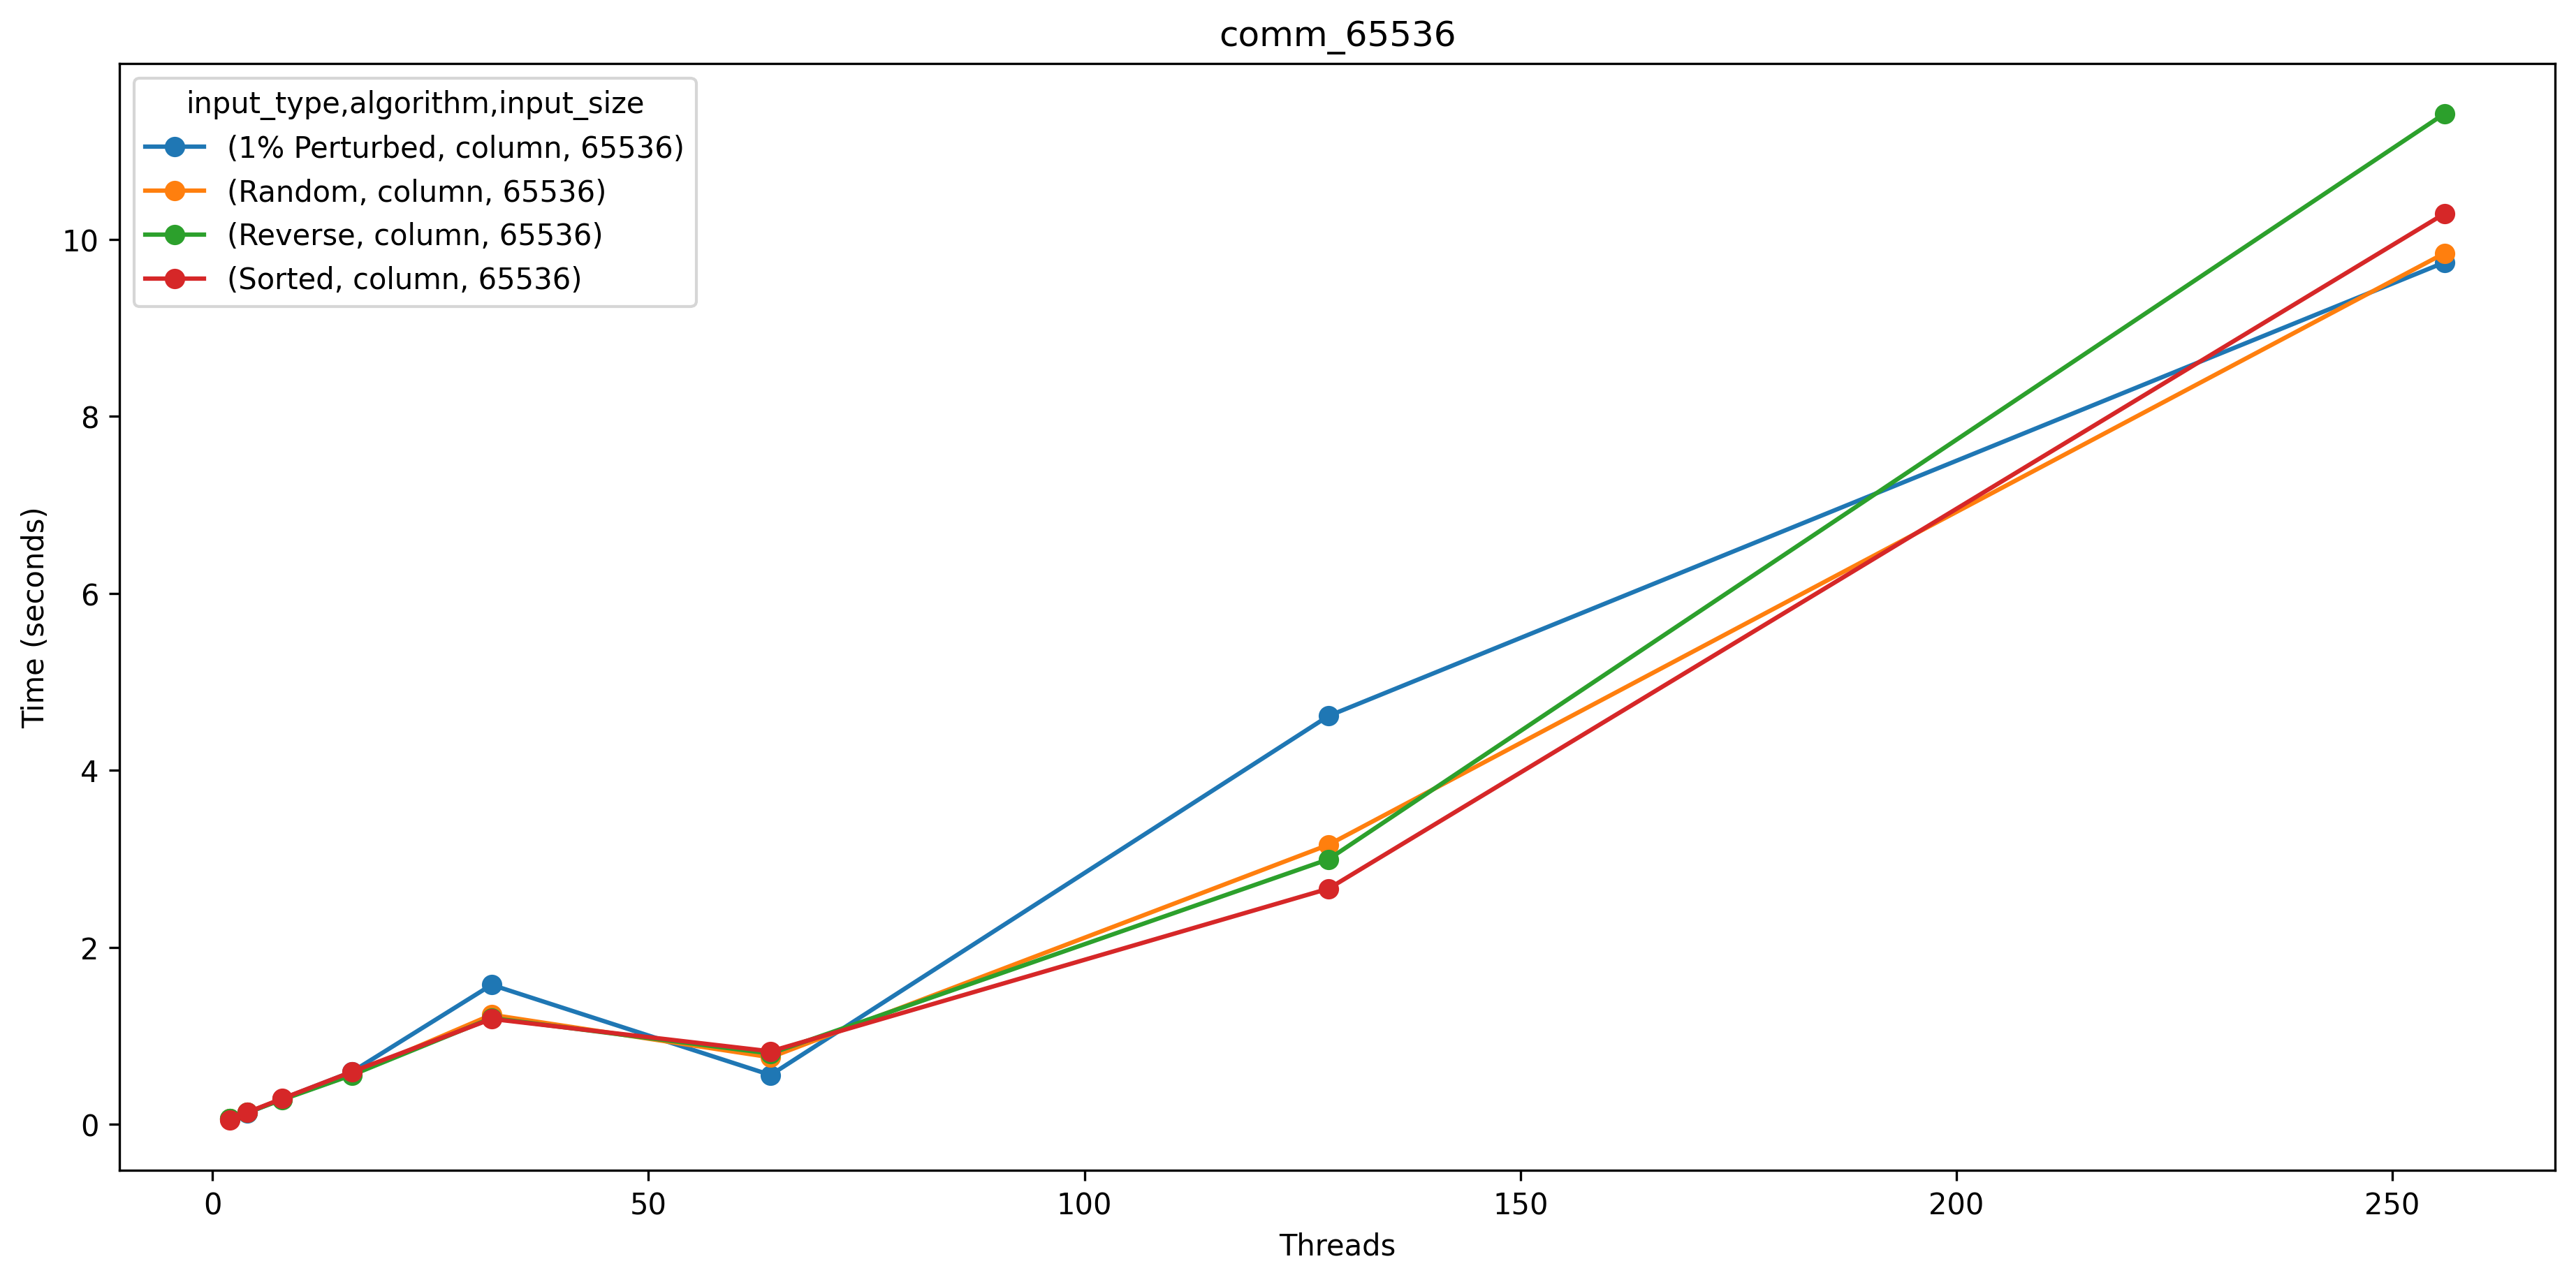 comm_65536
input_type,algorithm,input_size
(1% Perturbed, column, 65536)
(Random, column, 65536)
(Reverse, column, 65536)
(Sorted, column, 65536)
Time (seconds)
10
8
6
4
2
0
0 50 100 150 200 250
Threads